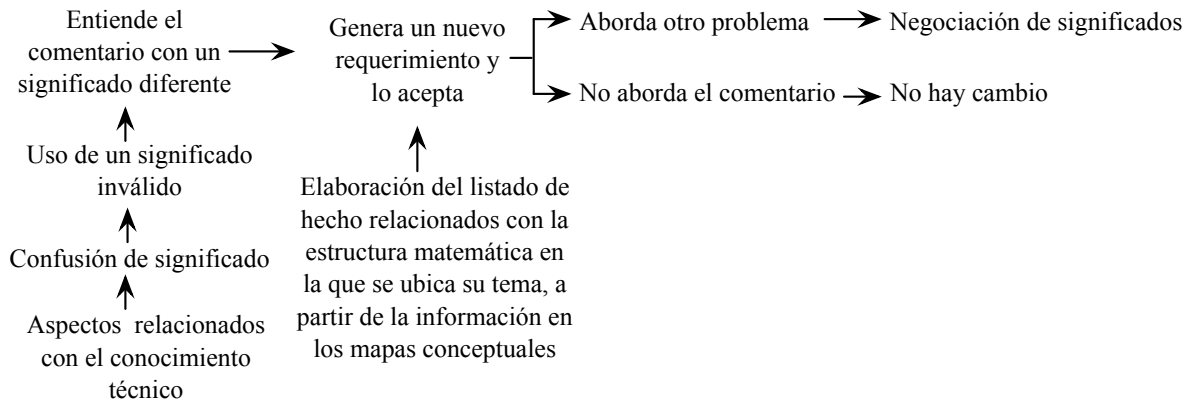 Entiende el
comentario con un
significado diferente
Genera un nuevo
requerimiento y
lo acepta
Aborda otro problema
Negociación de significados
No aborda el comentario
No hay cambio
Uso de un significado
inválido
Confusión de significado
Aspectos relacionados
con el conocimiento
técnico
Elaboración del listado de
hecho relacionados con la
estructura matemática en
la que se ubica su tema, a
partir de la información en
los mapas conceptuales